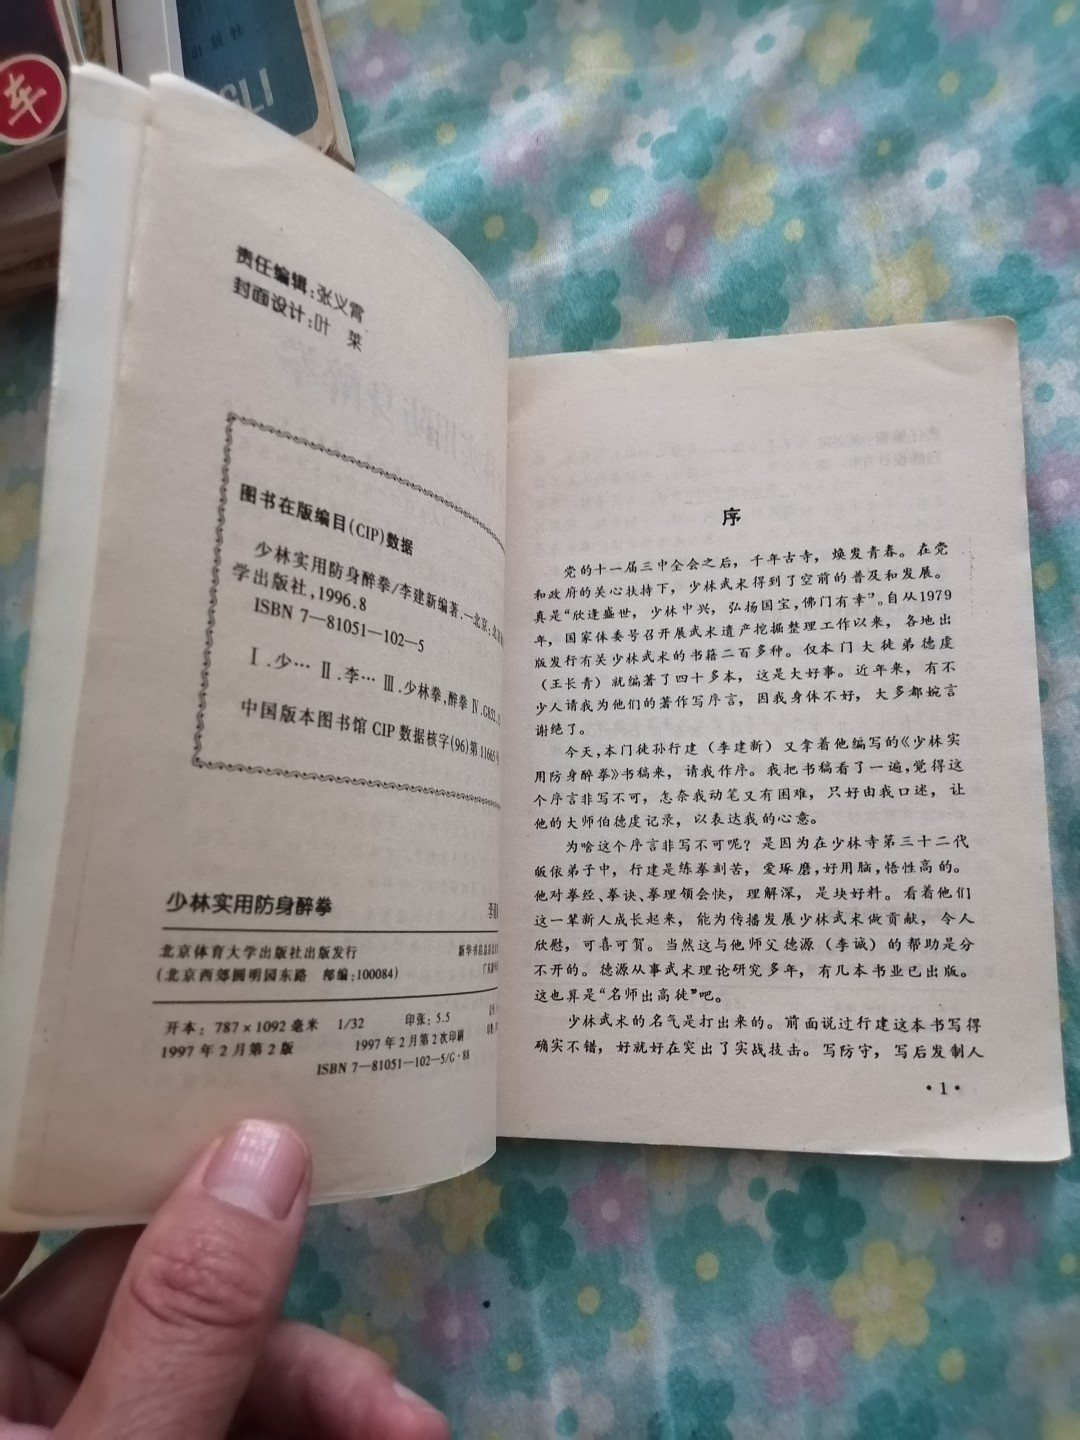 车
出版社
GLI
责任编辑：张义霄
封面设计：叶　菜
图书在版编目(CIP)数据
少林实用防身醉拳/李建新编著.—北京：北京
学出版社,1996.8
ISBN 7—81051—102—5
Ⅰ.少… Ⅱ.李… Ⅲ.少林拳,醉拳 Ⅳ.G852.
中国版本图书馆 CIP 数据核字(96)第 11665
少林实用防身醉拳
北京体育大学出版社出版发行
(北京西郊圆明园东路　邮编：100084)
开本：787×1092 毫米　1/32　印张：5.5
1997 年 2 月第 2 版　1997 年 2 月第 2 次印刷
ISBN 7—81051—102—5/G·88
序
党的十一届三中全会之后，千年古寺，焕发青春。在党
和政府的关心扶持下，少林武术得到了空前的普及和发展。
真是“欣逢盛世，少林中兴，弘扬国宝，佛门有幸”。自从1979
年，国家体委号召开展武术遗产挖掘整理工作以来，各地出
版发行有关少林武术的书籍二百多种。仅本门大徒弟德虔
（王长青）就编著了四十多本，这是大好事。近年来，有不
少人请我为他们的著作写序言，因我身体不好，大多都婉言
谢绝了。
今天，本门徒孙行建（李建新）又拿着他编写的《少林实
用防身醉拳》书稿来，请我作序。我把书稿看了一遍，觉得这
个序言非写不可，怎奈我动笔又有困难，只好由我口述，让
他的大师伯德虔记录，以表达我的心意。
为啥这个序言非写不可呢？是因为在少林寺第三十二代
皈依弟子中，行建是练拳刻苦，爱琢磨，好用脑，悟性高的。
他对拳经、拳诀、拳理领会快，理解深，是块好料。看着他们
这一辈新人成长起来，能为传播发展少林武术做贡献，令人
欣慰，可喜可贺。当然这与他师父德源（李诚）的帮助是分
不开的。德源从事武术理论研究多年，有几本书业已出版。
这也算是“名师出高徒”吧。
少林武术的名气是打出来的。前面说过行建这本书写得
确实不错，好就好在突出了实战技击。写防守，写后发制人
·1·